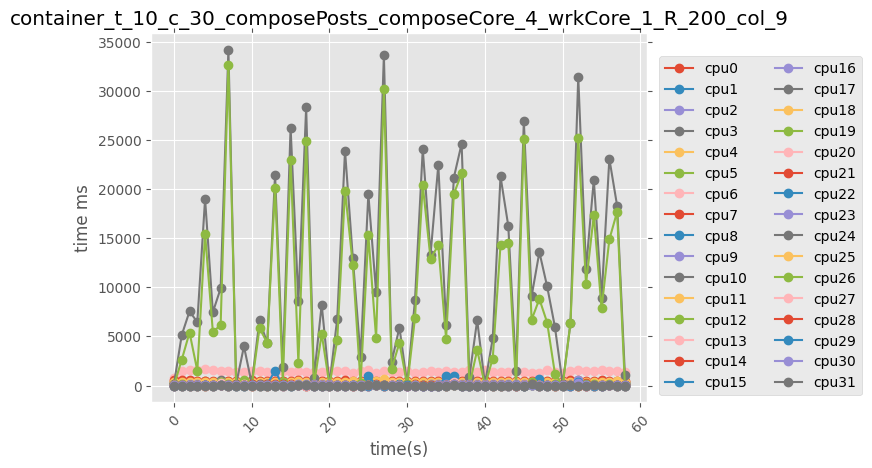 container_t_10_c_30_composePosts_composeCore_4_wrkCore_1_R_200_col_9
35000
30000
25000
20000
15000
10000
5000
0
time ms
0
10
20
30
40
50
60
time(s)
cpu0
cpu1
cpu2
cpu3
cpu4
cpu5
cpu6
cpu7
cpu8
cpu9
cpu10
cpu11
cpu12
cpu13
cpu14
cpu15
cpu16
cpu17
cpu18
cpu19
cpu20
cpu21
cpu22
cpu23
cpu24
cpu25
cpu26
cpu27
cpu28
cpu29
cpu30
cpu31